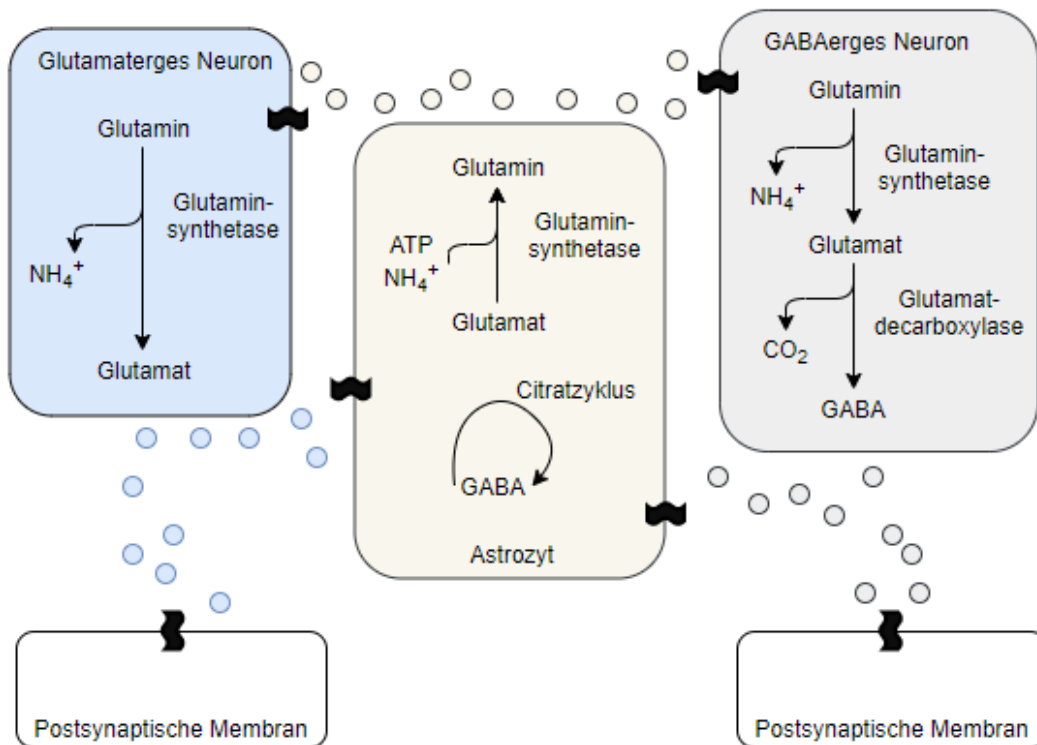 Glutamaterges Neuron
Glutamin
Glutamin-
synthetase
NH₄⁺
Glutamat
Glutamin
Glutamin-
synthetase
ATP
NH₄⁺
Glutamat
Citratzyklus
GABA
Astrozyt
GABAerges Neuron
Glutamin
Glutamin-
synthetase
NH₄⁺
Glutamat
Glutamat-
decarboxylase
CO₂
GABA
Postsynaptische Membran
Postsynaptische Membran